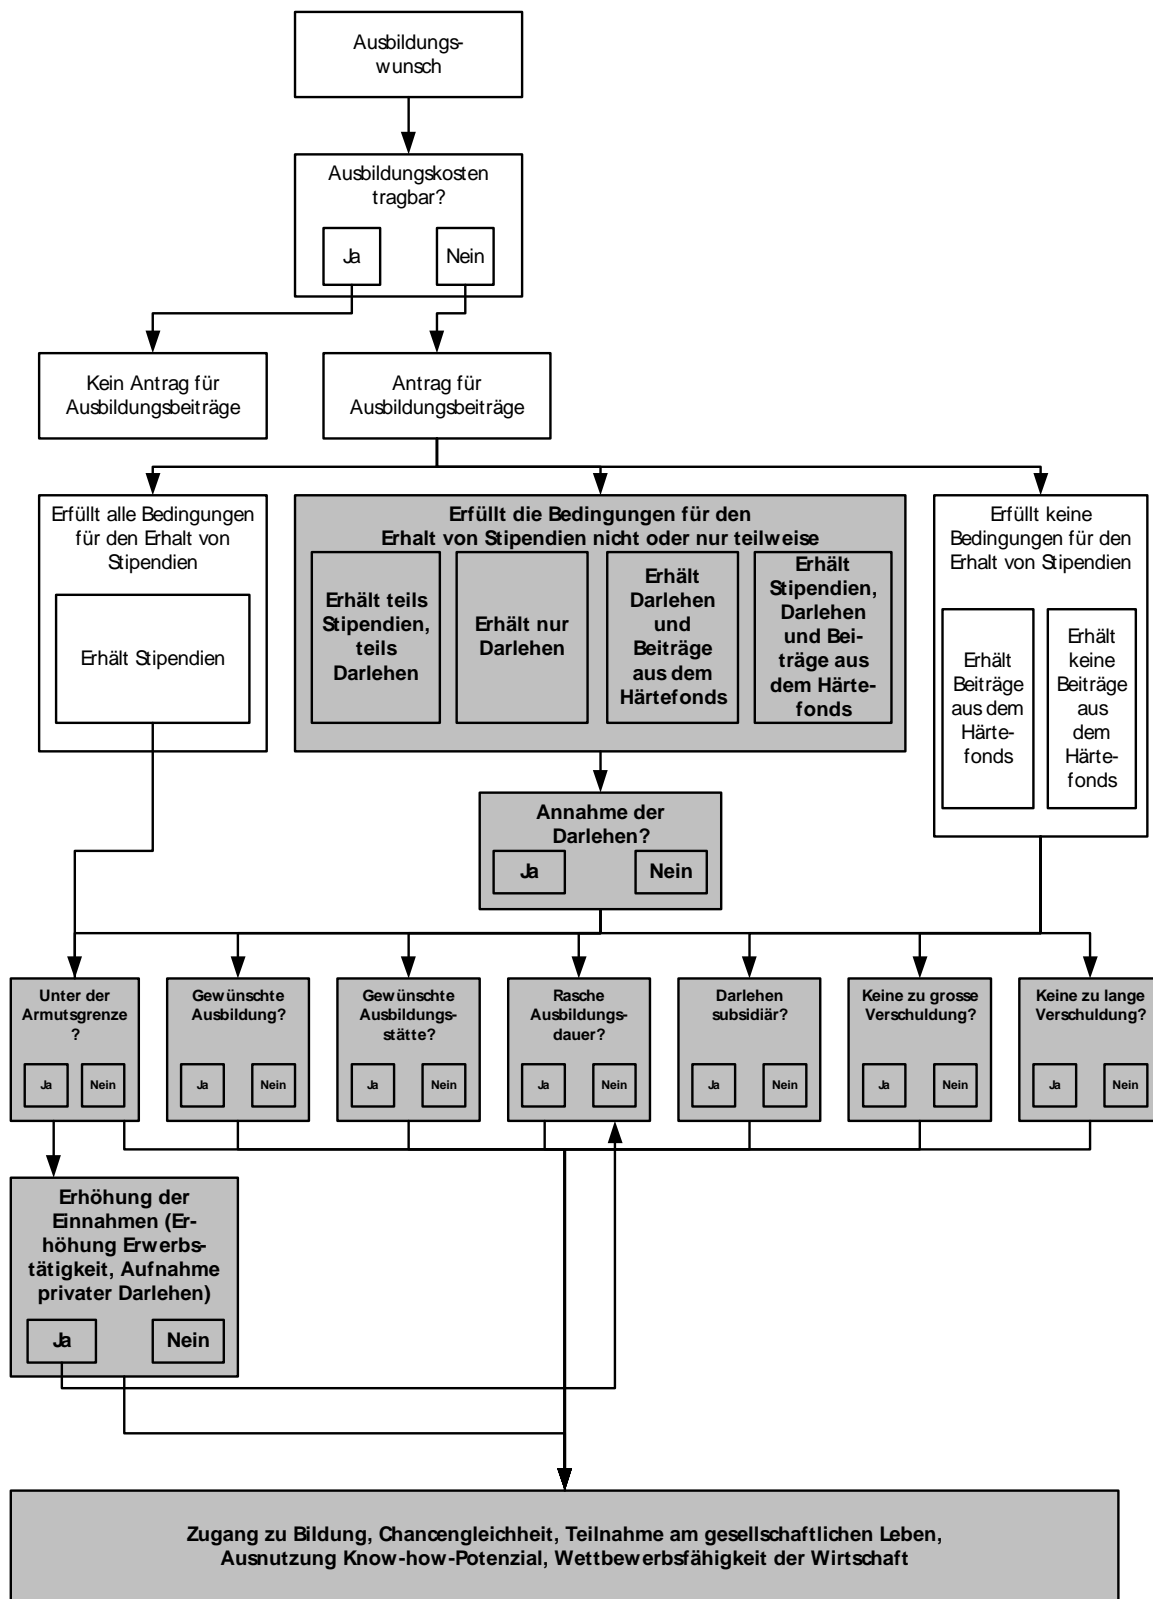 Ausbildungs-
wunsch
Ausbildungskosten
tragbar?
Ja
Nein
Kein Antrag für
Ausbildungsbeiträge
Antrag für
Ausbildungsbeiträge
Erfüllt alle Bedingungen
für den Erhalt von
Stipendien
Erhält Stipendien
Erfüllt die Bedingungen für den
Erhalt von Stipendien nicht oder nur teilweise
Erhält teils
Stipendien,
teils
Darlehen
Erhält nur
Darlehen
Erhält
Darlehen
und
Beiträge
aus dem
Härtefonds
Erhält
Stipendien,
Darlehen
und Bei-
träge aus
dem Härte-
fonds
Erfüllt keine
Bedingungen für den
Erhalt von Stipendien
Erhält
Beiträge
aus dem
Härte-
fonds
Erhält
keine
Beiträge
aus
dem
Härte-
fonds
Annahme der
Darlehen?
Ja
Nein
Unter der
Armutsgrenze
?
Ja
Nein
Gewünschte
Ausbildung?
Ja
Nein
Gewünschte
Ausbildungs-
stätte?
Ja
Nein
Rasche
Ausbildungs-
dauer?
Ja
Nein
Darlehen
subsidiär?
Ja
Nein
Keine zu grosse
Verschuldung?
Ja
Nein
Keine zu lange
Verschuldung?
Ja
Nein
Erhöhung der
Einnahmen (Er-
höhung Erwerbs-
tätigkeit, Aufnahme
privater Darlehen)
Ja
Nein
Zugang zu Bildung, Chancengleichheit, Teilnahme am gesellschaftlichen Leben,
Ausnutzung Know-how-Potenzial, Wettbewerbsfähigkeit der Wirtschaft